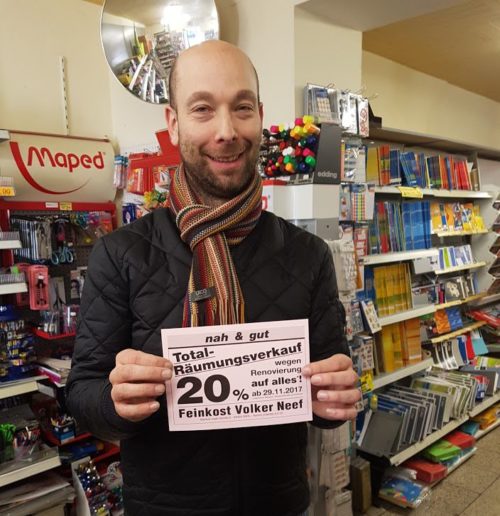 Maped
edding
nah & gut
Total-
Räumungsverkauf
wegen
Renovierung
20% auf alles!
ab 29.11.2017
Feinkost Volker Neef